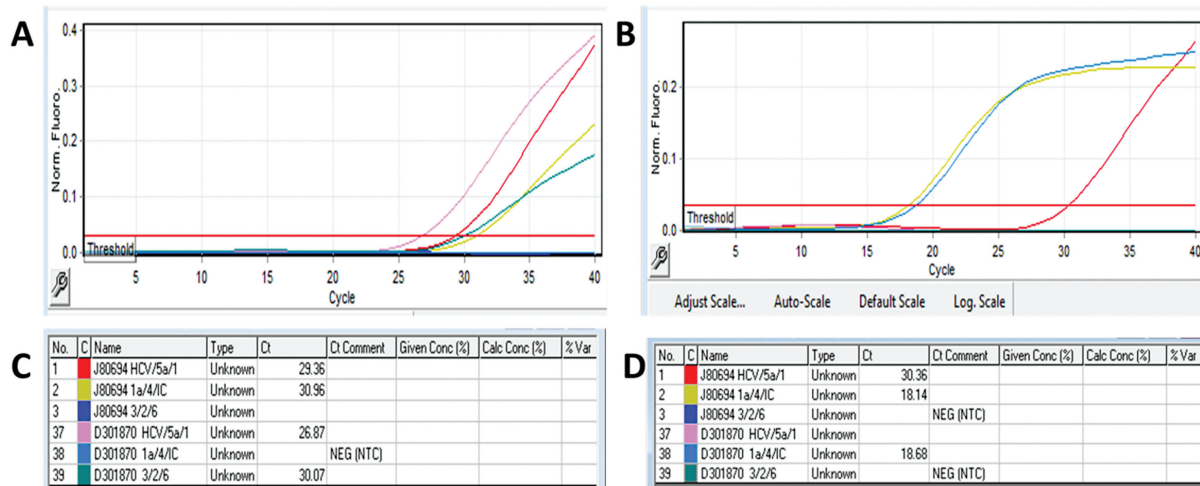 A
Norm. Fluoro.
0.4
0.3
0.2
0.1
0.0
Threshold
5 10 15 20 25 30 35 40
Cycle
B
Norm. Fluoro.
0.2
0.1
0.0
Threshold
5 10 15 20 25 30 35 40
Cycle
Adjust Scale... Auto-Scale Default Scale Log. Scale
C
No. C Name Type Ct Ct Comment Given Conc (%) Calc Conc (%) % Var
1 J80694 HCV/5a/1 Unknown 29.36
2 J80694 1a/4/IC Unknown 30.96
3 J80694 3/2/6 Unknown
37 D301870 HCV/5a/1 Unknown 26.87
38 D301870 1a/4/IC Unknown NEG (NTC)
39 D301870 3/2/6 Unknown 30.07
D
No. C Name Type Ct Ct Comment Given Conc (%) Calc Conc (%) % Var
1 J80694 HCV/5a/1 Unknown 30.36
2 J80694 1a/4/IC Unknown 18.14
3 J80694 3/2/6 Unknown NEG (NTC)
37 D301870 HCV/5a/1 Unknown
38 D301870 1a/4/IC Unknown 18.68
39 D301870 3/2/6 Unknown NEG (NTC)